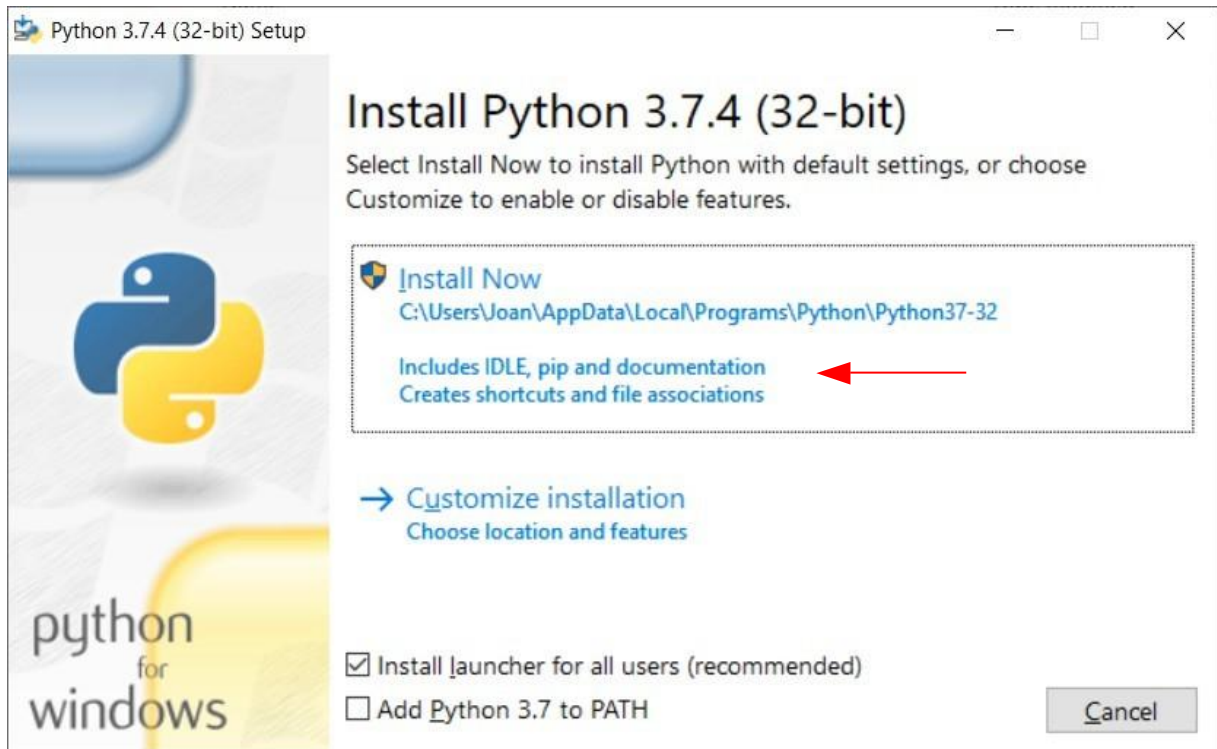 Python 3.7.4 (32-bit) Setup
Install Python 3.7.4 (32-bit)
Select Install Now to install Python with default settings, or choose
Customize to enable or disable features.
Install Now
C:\Users\Joan\AppData\Local\Programs\Python\Python37-32
Includes IDLE, pip and documentation
Creates shortcuts and file associations
Customize installation
Choose location and features
python
for
windows
Install launcher for all users (recommended)
Add Python 3.7 to PATH
Cancel